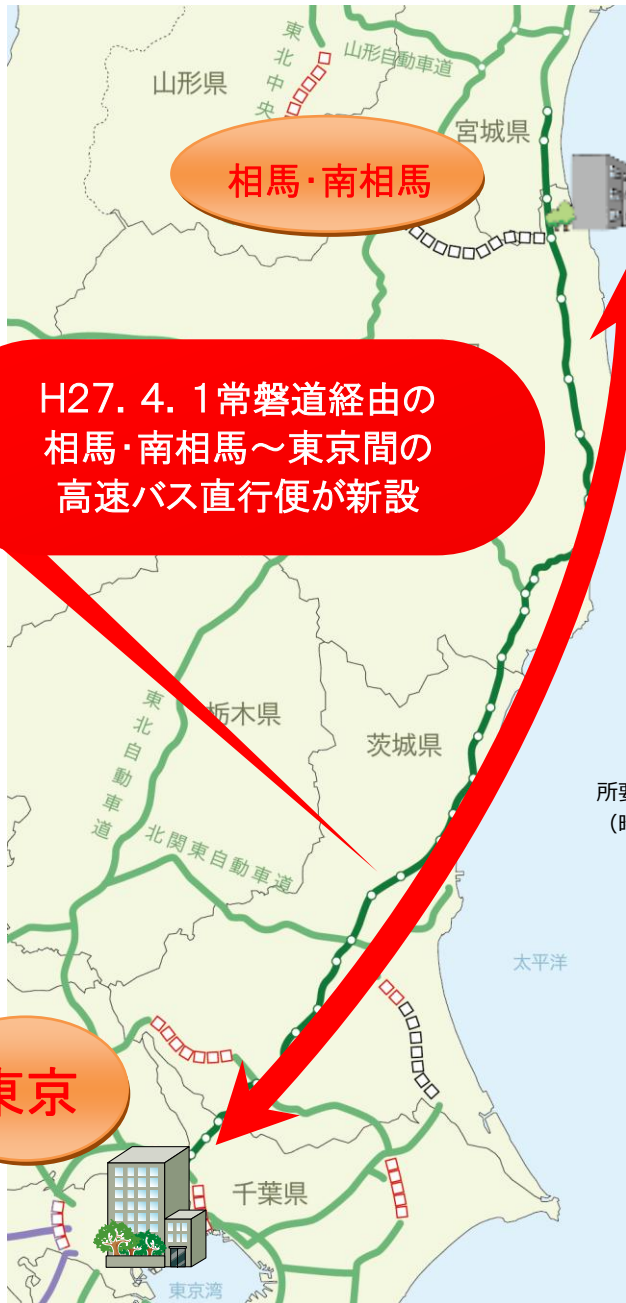 東北中央
山形自動車道
山形県
宮城県
相馬・南相馬
H27．4．1常磐道経由の
相馬・南相馬～東京間の
高速バス直行便が新設
東北自動車道
栃木県
茨城県
所要
北関東自動車道
太平洋
東京
千葉県
東京湾